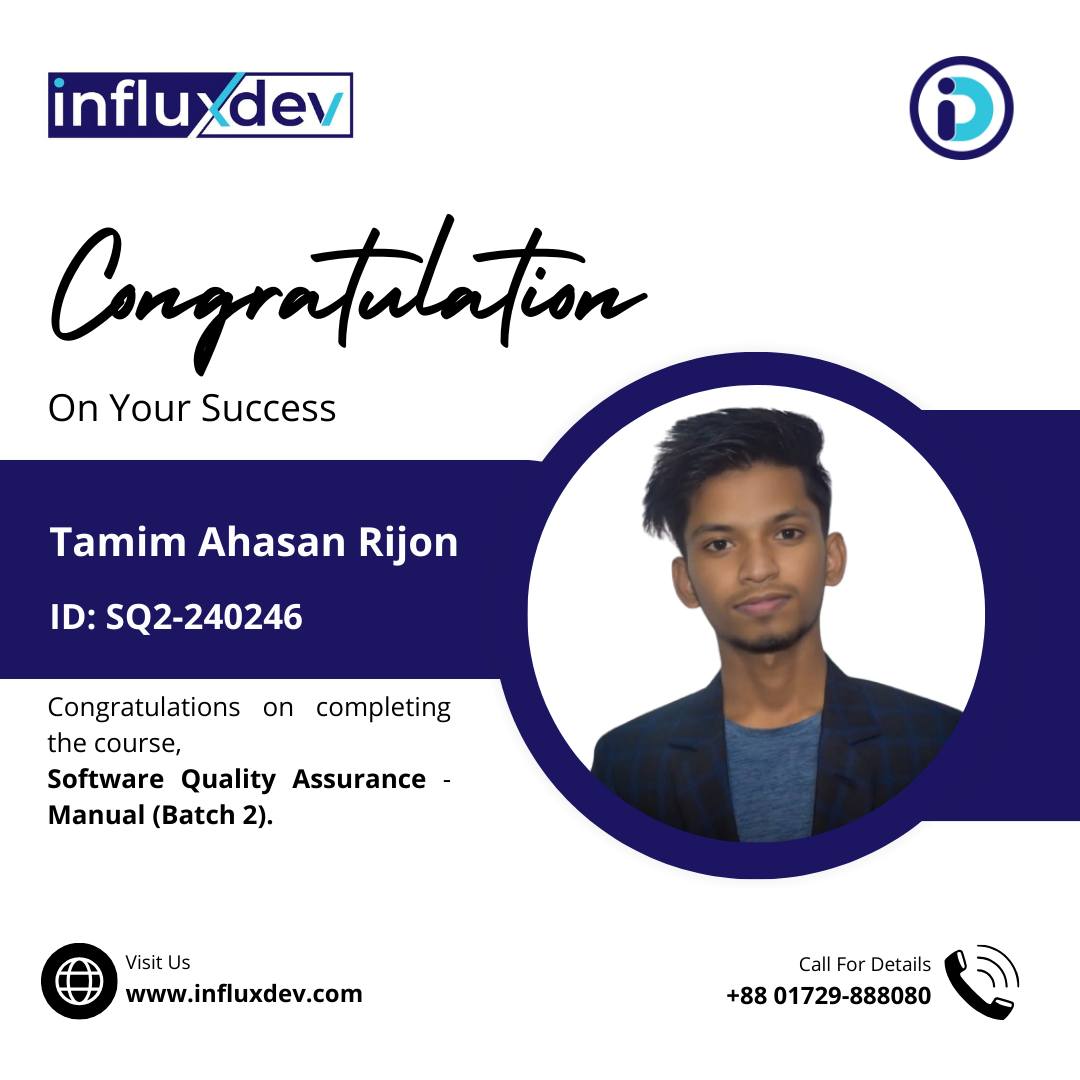 influxdev
iD
Congratulation
On Your Success
Tamim Ahasan Rijon
ID: SQ2-240246
Congratulations on completing
the course,
Software Quality Assurance -
Manual (Batch 2).
Visit Us
www.influxdev.com
Call For Details
+88 01729-888080